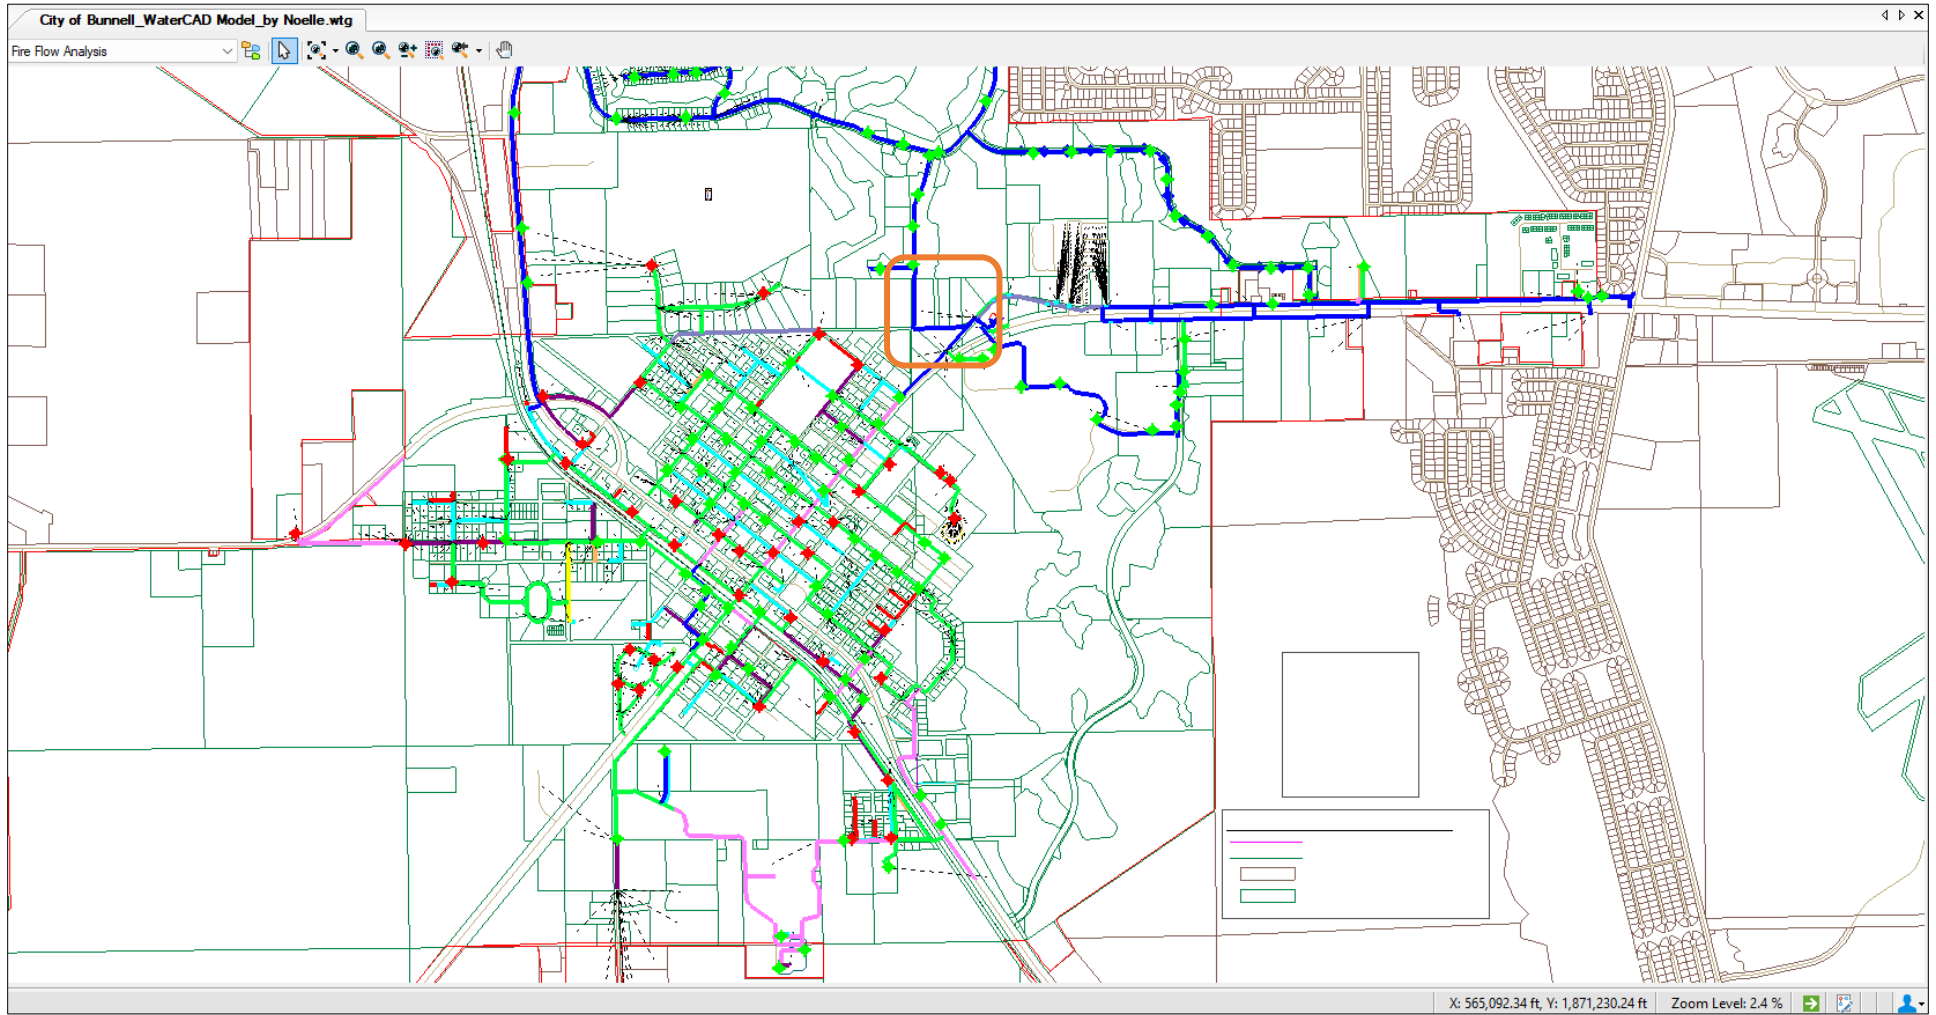 City of Bunnell_WaterCAD Model_by Noelle.wtg
Fire Flow Analysis
X: 565,092.34 ft, Y: 1,871,230.24 ft
Zoom Level: 2.4 %